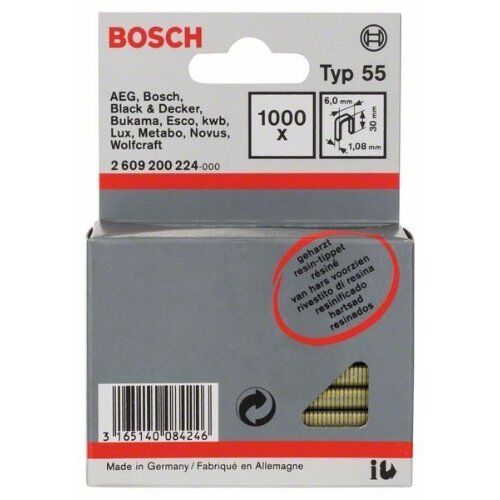 BOSCH
BOSCH
Typ 55
AEG, Bosch,
Black & Decker,
Bukama, Esco, kwb,
Lux, Metabo, Novus,
Wolfcraft
2 609 200 224-000
1000
x
6,0 mm
30 mm
1,08 mm
geharzt
resin-tippet
résiné
van hars voorzien
rivestito di resina
resinificado
hartsad
resinados
3 165140 084246
Made in Germany / Fabriqué en Allemagne